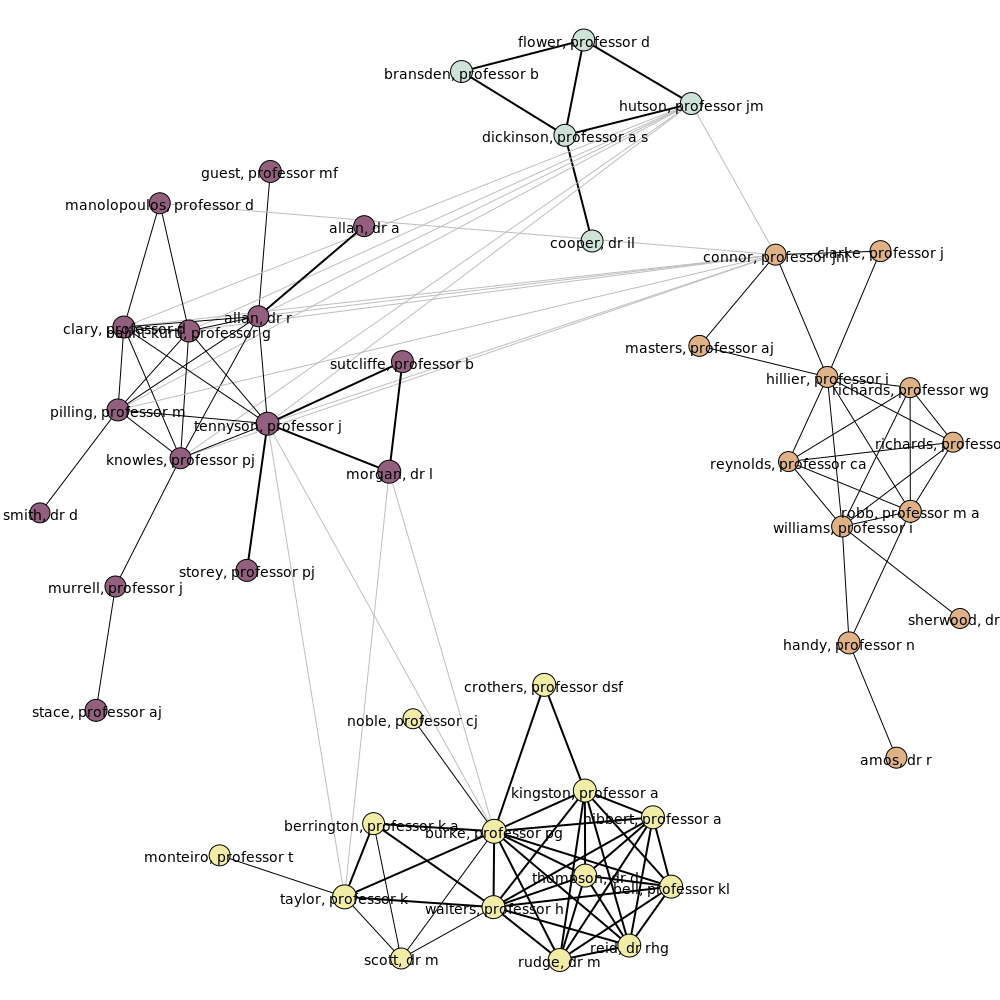 flower, professor d
bransden, professor b
hutson, professor jm
dickinson, professor a s
guest, professor mf
manolopoulos, professor d
allan, dr a
cooper, dr il
connor, professor jnl
clarke, professor j
allan, dr r
clary, professor d
balint-kurti, professor g
masters, professor aj
sutcliffe, professor b
hillier, professor i
richards, professor wg
pilling, professor m
tennyson, professor j
richards, professo
knowles, professor pj
reynolds, professor ca
morgan, dr l
smith, dr d
robb, professor m a
williams, professor i
storey, professor pj
murrell, professor j
sherwood, dr
handy, professor n
crothers, professor dsf
stace, professor aj
noble, professor cj
amos, dr r
kingston, professor a
hibbert, professor a
berrington, professor k a
burke, professor pg
monteiro, professor t
thompson, dr d
bell, professor kl
taylor, professor k
walters, professor h
reid, dr rhg
scott, dr m
rudge, dr m